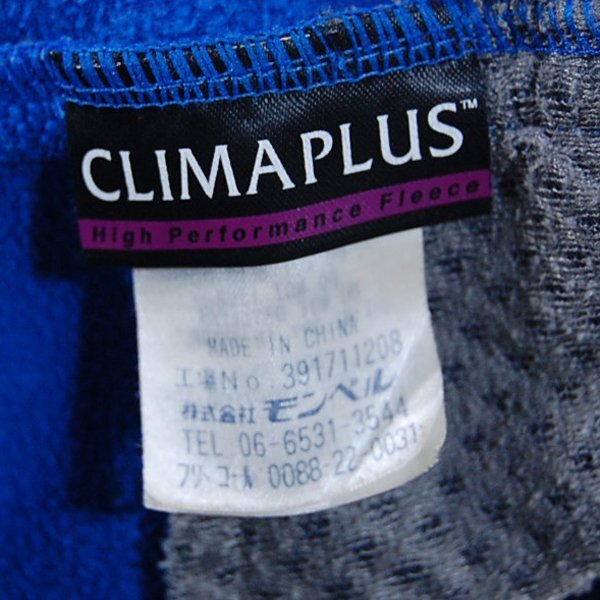 CLIMAPLUS™
High Performance Fleece
MADE IN CHINA
工場No. 391711208
株式会社 モンベル
TEL 06-6531-3544
フリーコール 0088-22-0031